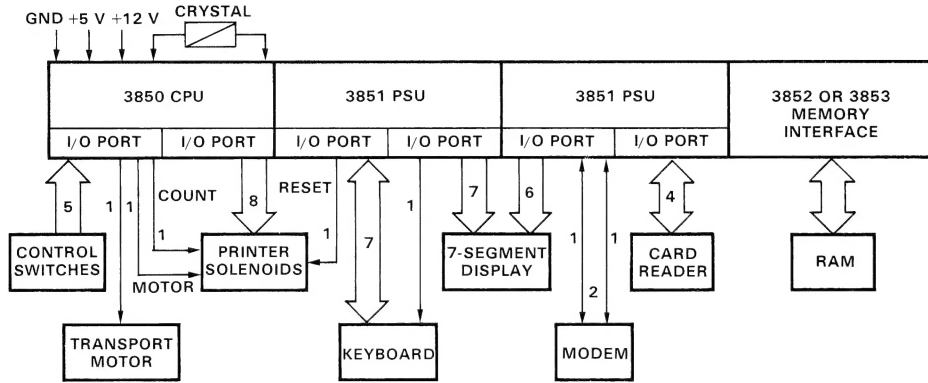 CRYSTAL
GND +5 V +12 V
3850 CPU
3851 PSU
3851 PSU
3852 OR 3853
MEMORY
INTERFACE
I/O PORT
I/O PORT
I/O PORT
I/O PORT
I/O PORT
I/O PORT
5
1
1
COUNT
1
8
RESET
1
7
1
7
6
1
1
2
4
CONTROL
SWITCHES
MOTOR
PRINTER
SOLENOIDS
7-SEGMENT
DISPLAY
CARD
READER
RAM
TRANSPORT
MOTOR
KEYBOARD
MODEM